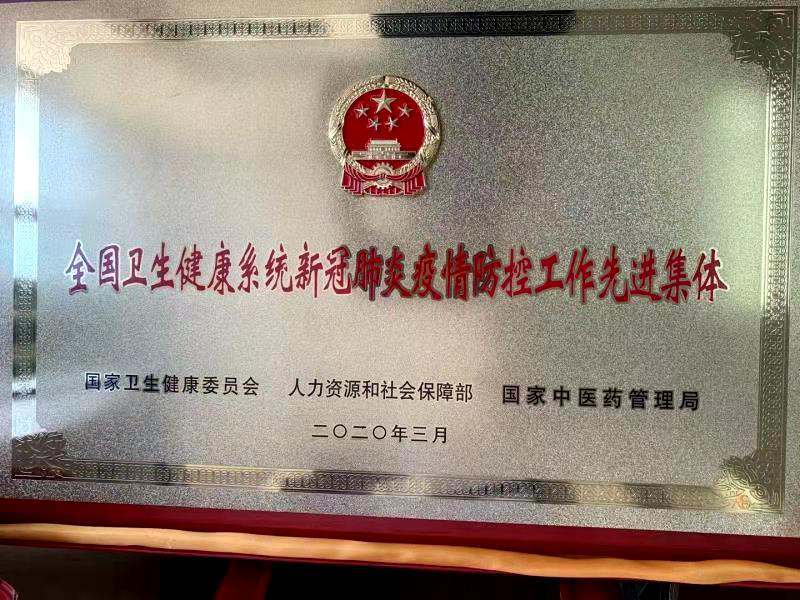 全国卫生健康系统新冠肺炎疫情防控工作先进集体
国家卫生健康委员会 人力资源和社会保障部 国家中医药管理局
二〇二〇年三月